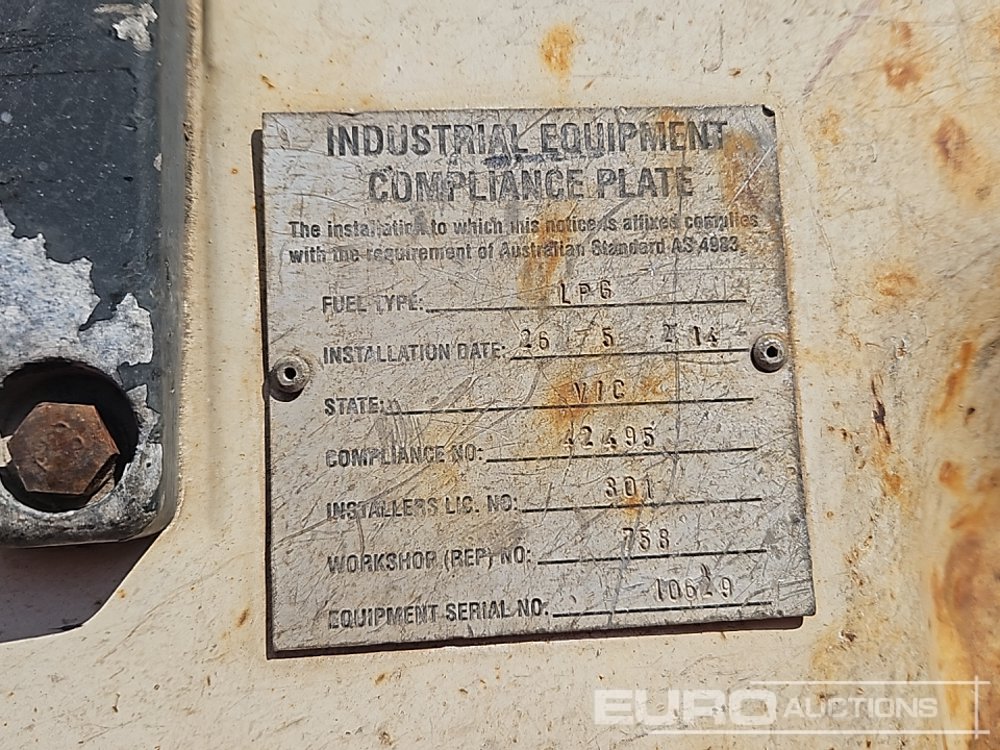 INDUSTRIAL EQUIPMENT
COMPLIANCE PLATE
The installation to which this notice is affixed complies
with the requirement of Australian Standard AS 4983.
FUEL TYPE: LPG
INSTALLATION DATE: 26 5 14
STATE: VIC
COMPLIANCE NO: 42495
INSTALLERS LIC. NO: 301
WORKSHOP (REP) NO: 758
EQUIPMENT SERIAL NO: 10629
EURO AUCTIONS